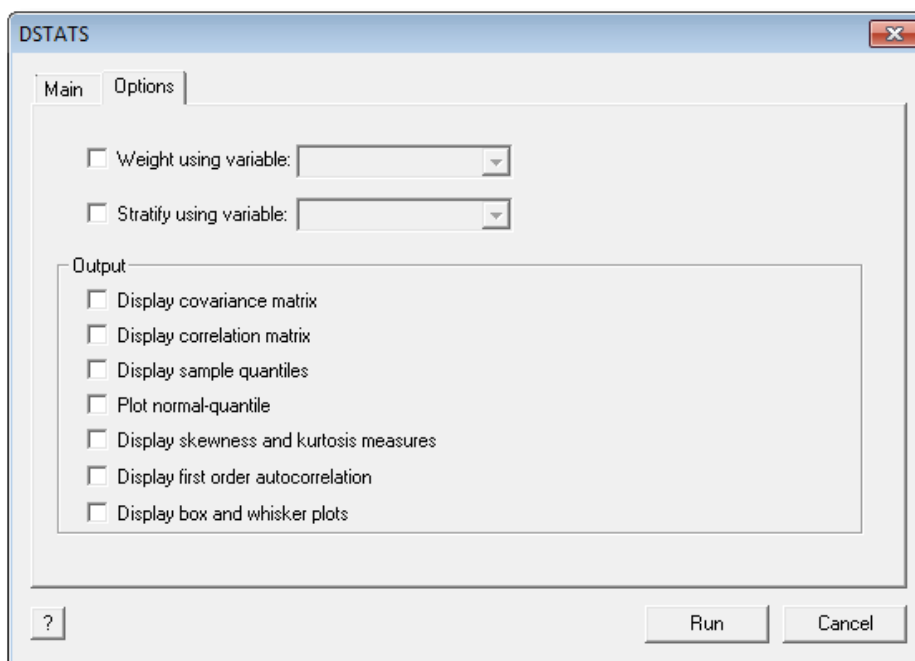 DSTATS
Main Options
Weight using variable:
Stratify using variable:
Output
Display covariance matrix
Display correlation matrix
Display sample quantiles
Plot normal-quantile
Display skewness and kurtosis measures
Display first order autocorrelation
Display box and whisker plots
? Run Cancel